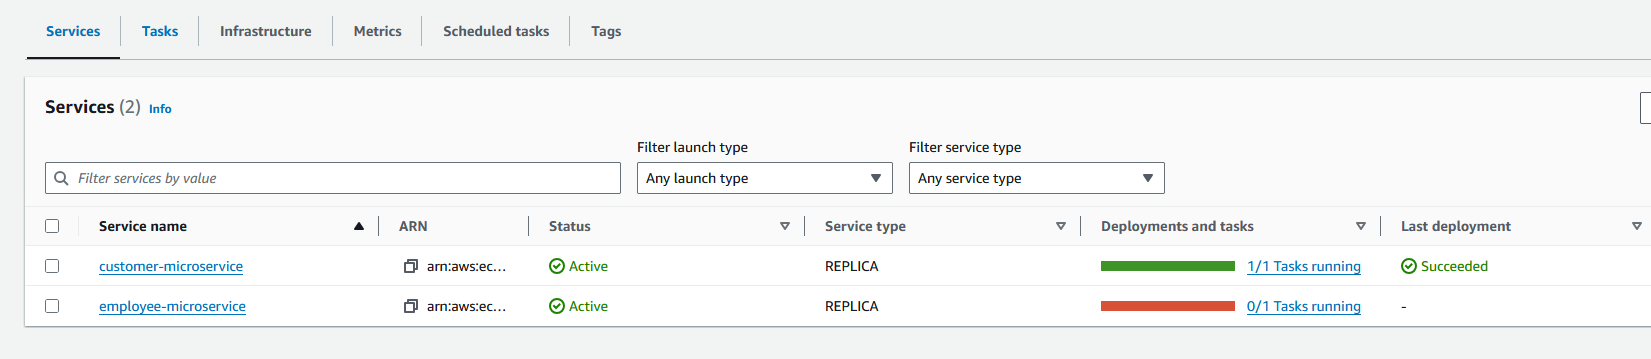 Services Tasks Infrastructure Metrics Scheduled tasks Tags
Services (2) Info
Filter launch type Filter service type
Filter services by value Any launch type Any service type
Service name ARN Status Service type Deployments and tasks Last deployment
customer-microservice arn:aws:ec... Active REPLICA 1/1 Tasks running Succeeded
employee-microservice arn:aws:ec... Active REPLICA 0/1 Tasks running -